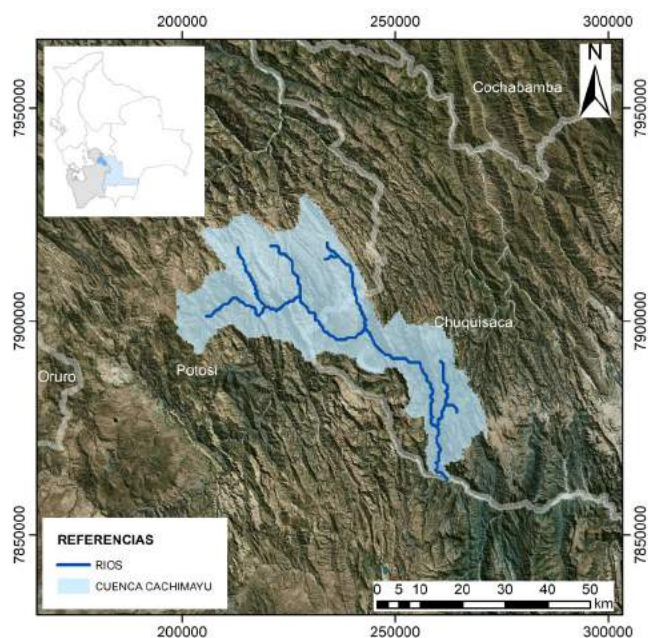 200000 250000 300000
N
Cochabamba
7950000 7950000
7900000 7900000
Chuquisaca
Oruro
Potosí
7850000 7850000
REFERENCIAS
RIOS
CUENCA CACHIMAYU
0 5 10 20 30 40 50
km
200000 250000 300000